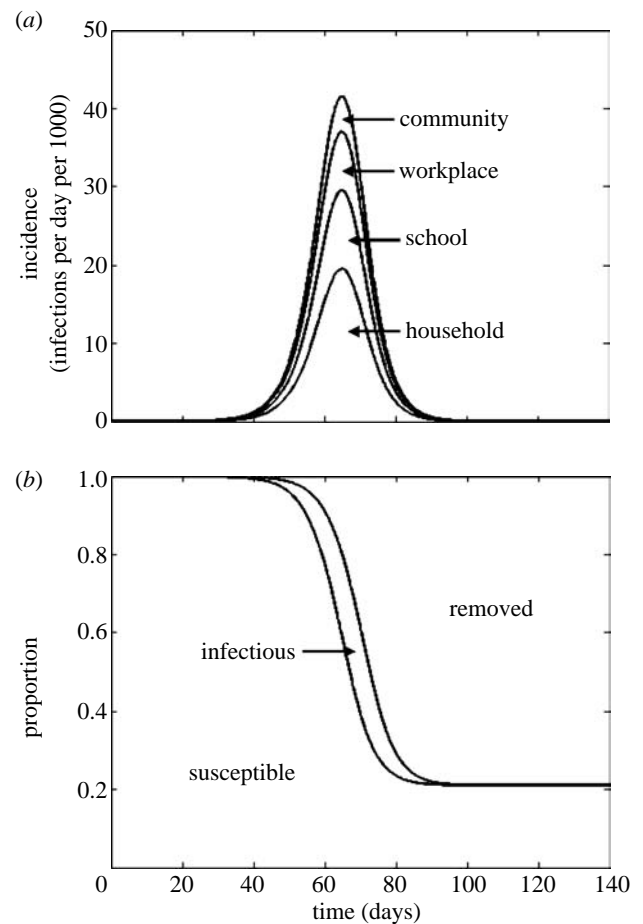 (a)
50
40
30
20
10
0
incidence
(infections per day per 1000)
community
workplace
school
household
(b)
1.0
0.8
0.6
0.4
0.2
0
proportion
removed
infectious
susceptible
20
40
60
80
100
120
140
time (days)